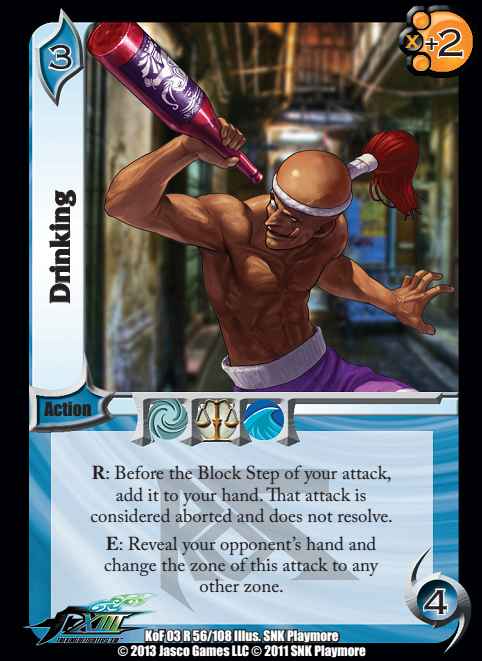 3
X +2
Drinking
Action
R: Before the Block Step of your attack,
add it to your hand. That attack is
considered aborted and does not resolve.
E: Reveal your opponent's hand and
change the zone of this attack to any
other zone.
4
XIII
KoF 03 R 56/108 Illus. SNK Playmore
© 2013 Jasco Games LLC © 2011 SNK Playmore